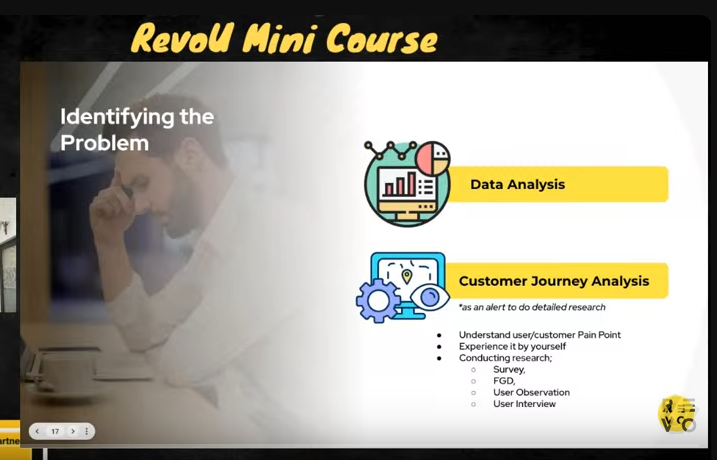 RevoU Mini Course
Identifying the
Problem
Data Analysis
Customer Journey Analysis
*as an alert to do detailed research
● Understand user/customer Pain Point
● Experience it by yourself
● Conducting research;
○ Survey,
○ FGD,
○ User Observation
○ User Interview
17